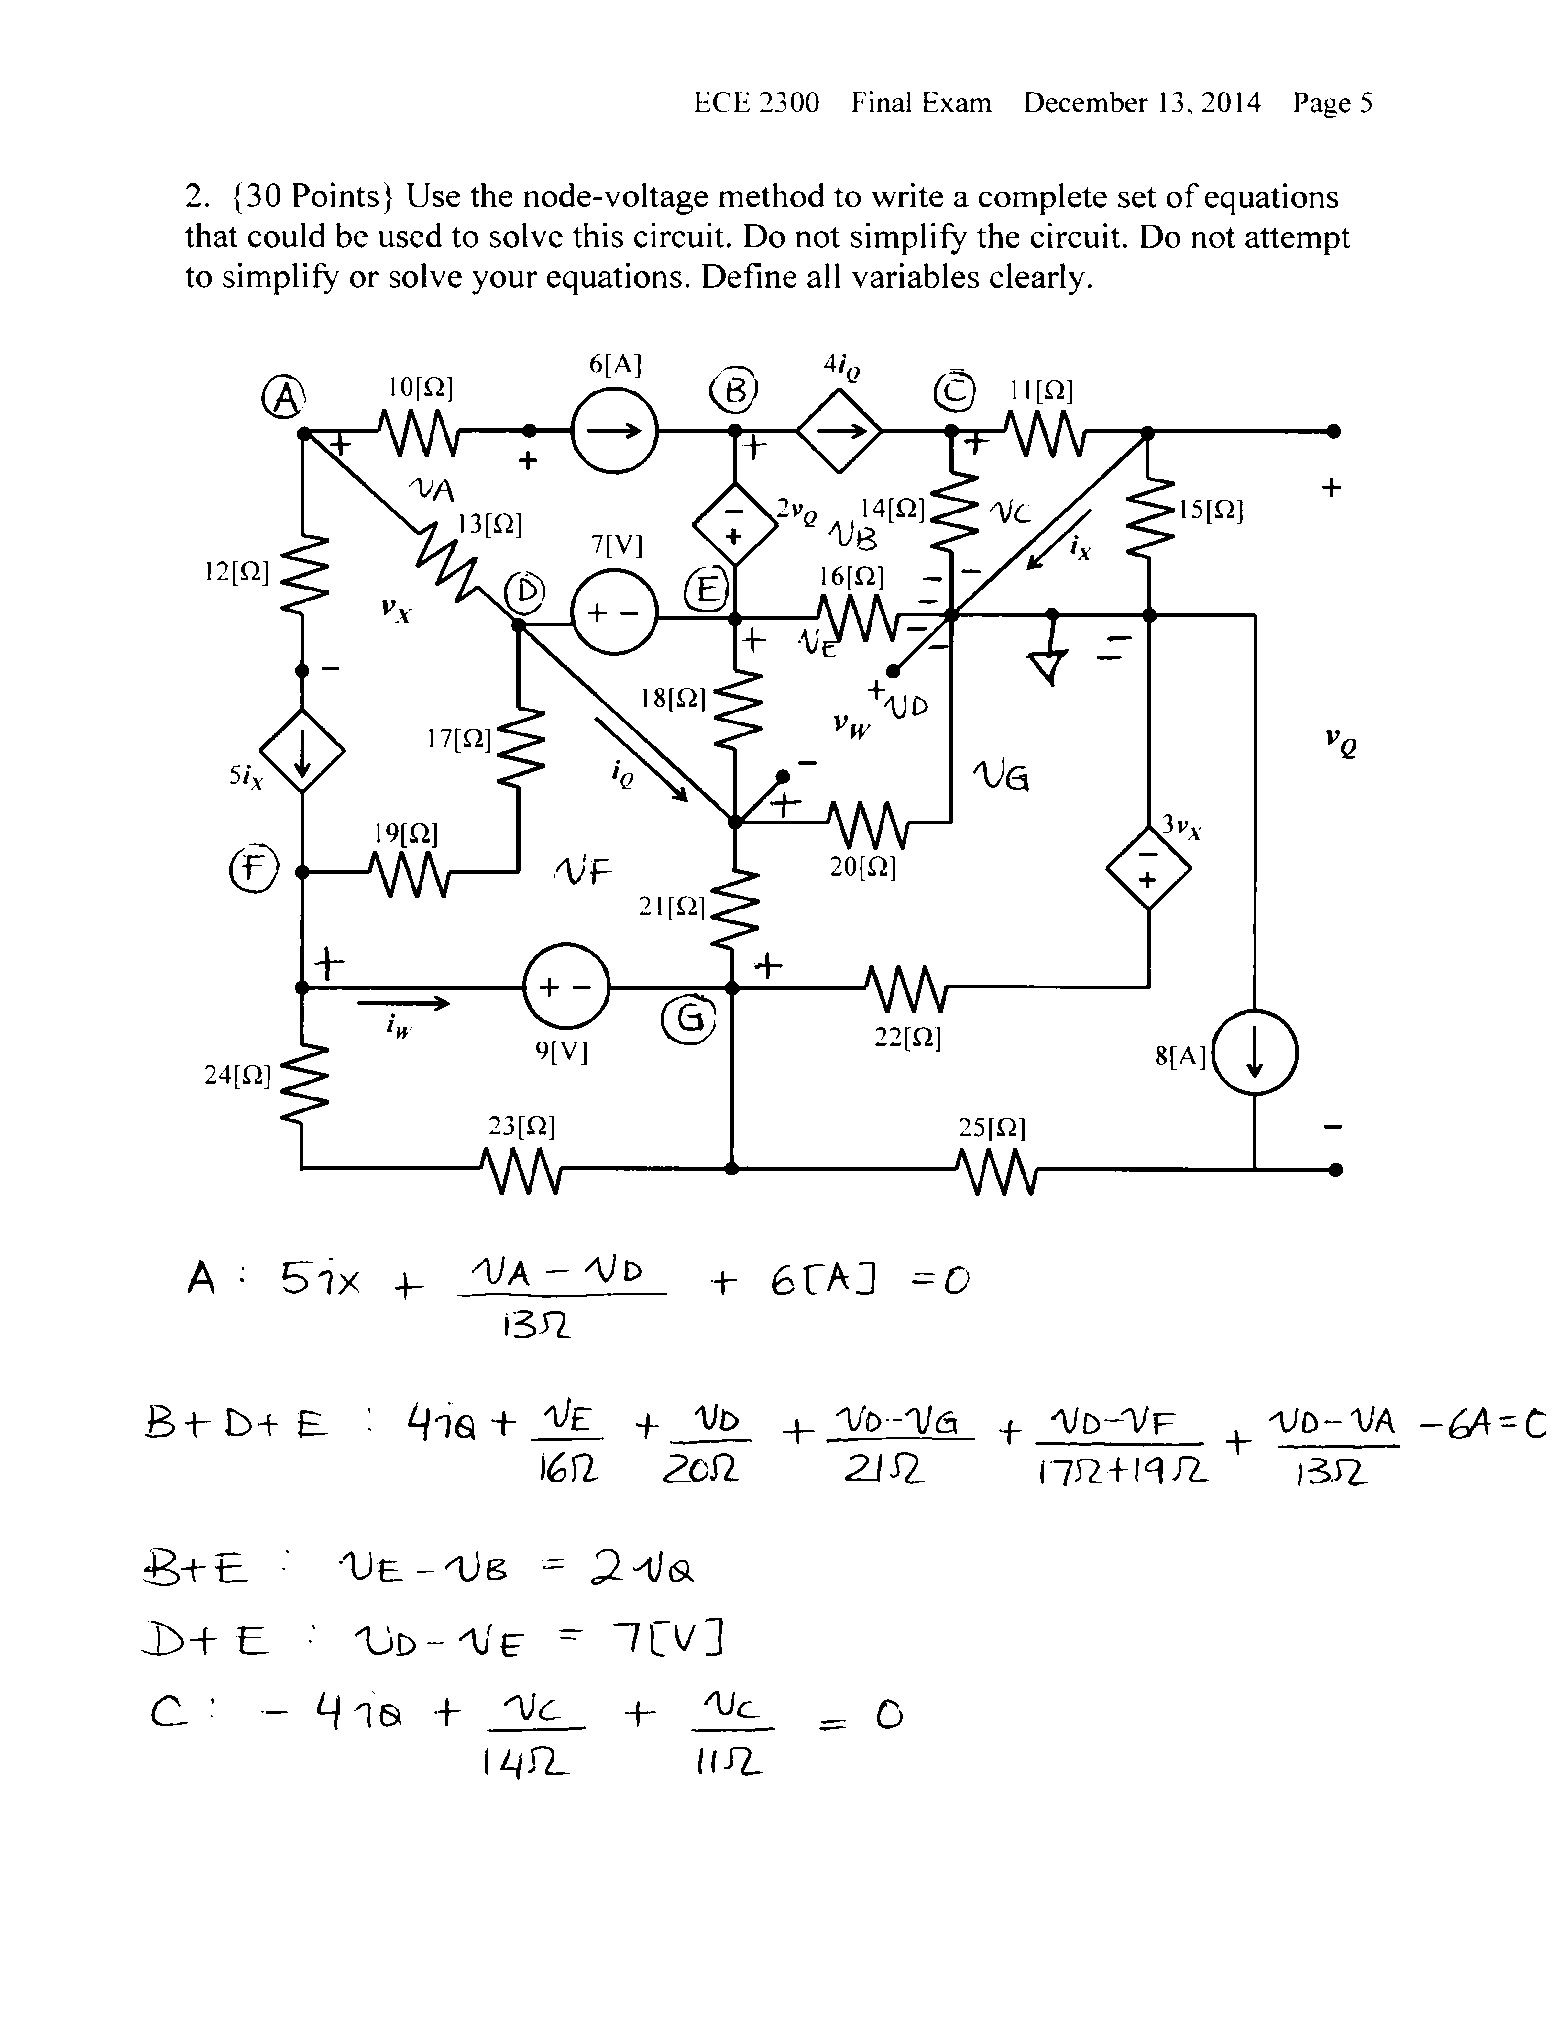 ECE 2300 Final Exam December 13, 2014 Page 5
2. {30 Points} Use the node-voltage method to write a complete set of equations
that could be used to solve this circuit. Do not simplify the circuit. Do not attempt
to simplify or solve your equations. Define all variables clearly.
6[A]
4iQ
A
10[Ω]
B
C
11[Ω]
+
+
+
+
+
vA
13[Ω]
7[V]
-
+
2vQ
vB
14[Ω]
vC
iX
15[Ω]
12[Ω]
vX
D
+ -
E
16[Ω]
-
-
-
-
-
-
-
+
vE
18[Ω]
+
vD
vW
17[Ω]
5iX
iQ
-
+
vG
vQ
19[Ω]
F
vF
20[Ω]
3vX
-
+
21[Ω]
+
+ -
+
iW
9[V]
G
22[Ω]
8[A]
24[Ω]
23[Ω]
25[Ω]
-
A : 5ix + vA - vD / 13Ω + 6[A] = 0
B + D + E : 4iQ + vE / 16Ω + vD / 20Ω + vD - vG / 21Ω + vD - vF / 17Ω + 19Ω + vD - vA / 13Ω - 6A = 0
B + E : vE - vB = 2vQ
D + E : vD - vE = 7[V]
C : - 4iQ + vC / 14Ω + vC / 11Ω = 0